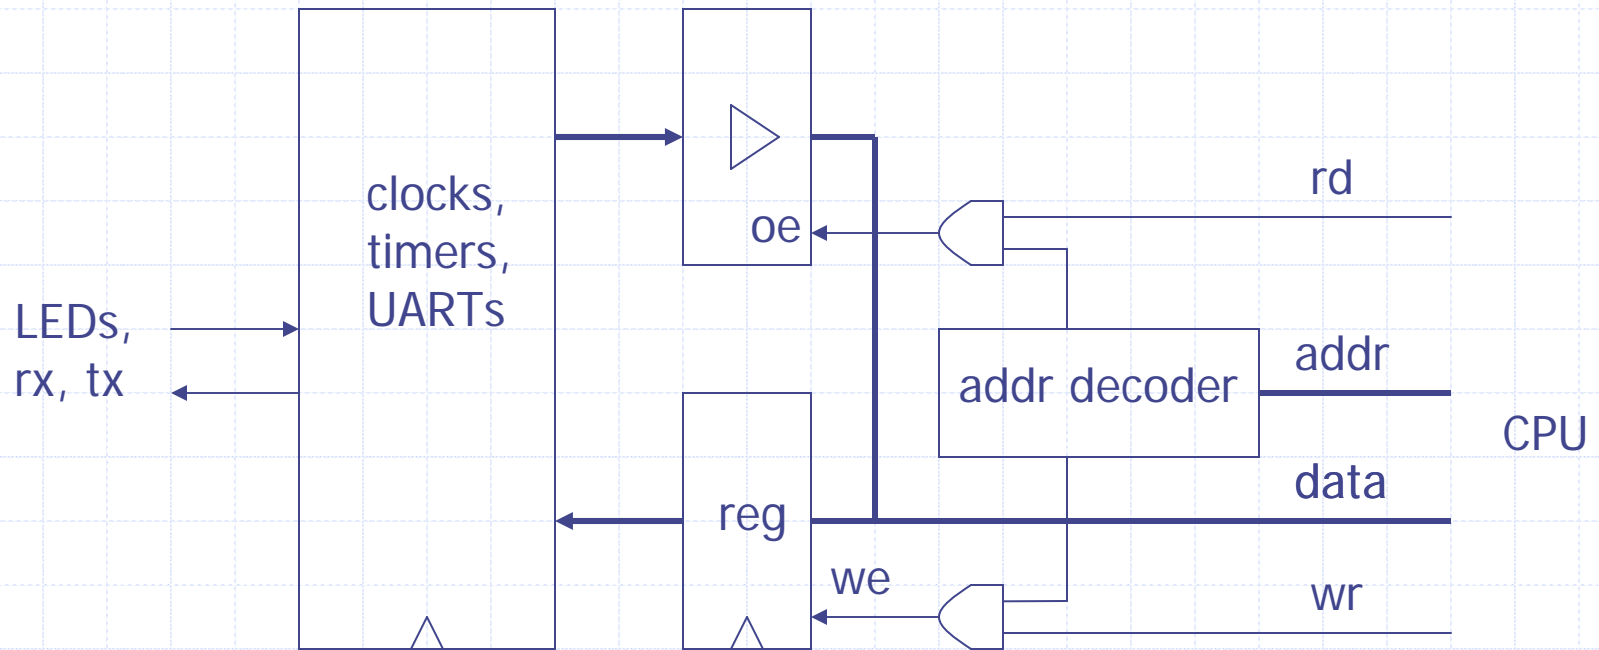 clocks,
timers,
UARTs
LEDs,
rx, tx
oe
reg
we
addr decoder
rd
addr
data
wr
CPU